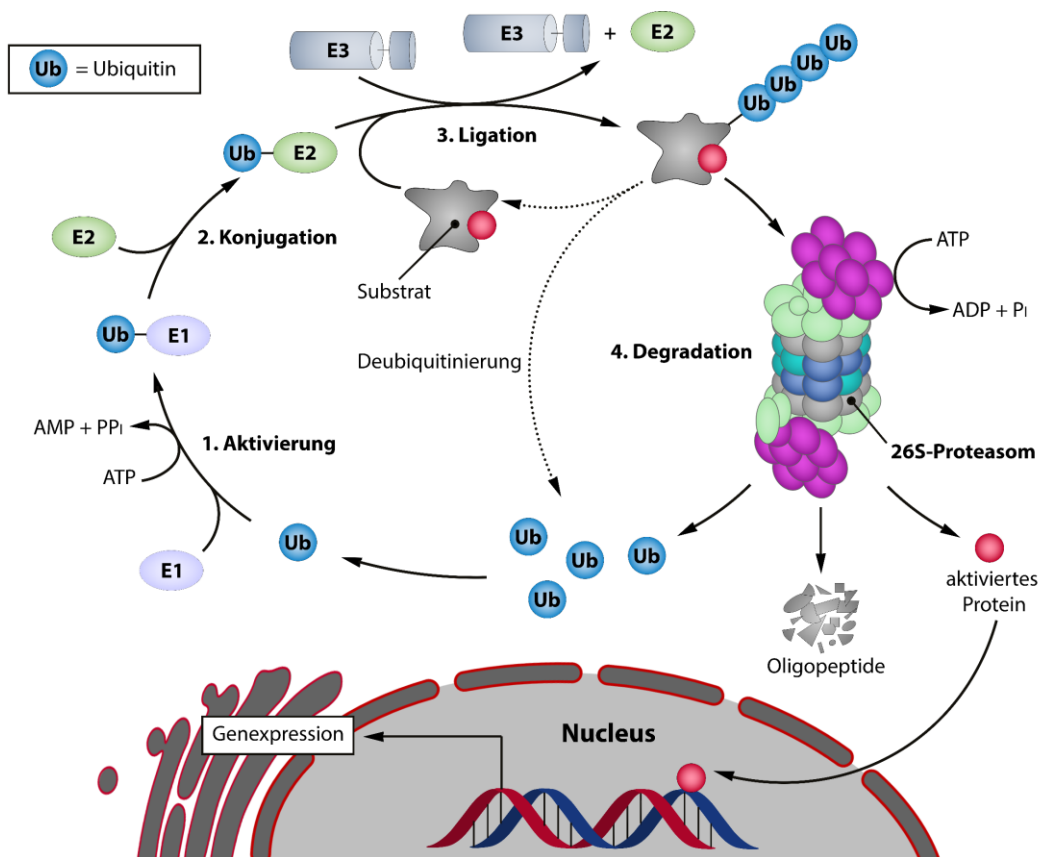 E3
E3 + E2
Ub = Ubiquitin
Ub
Ub
Ub
Ub
3. Ligation
Ub E2
E2
2. Konjugation
ATP
Substrat
ADP + Pi
Ub E1
Deubiquitinierung
4. Degradation
AMP + PPi
1. Aktivierung
26S-Proteasom
ATP
Ub
Ub
Ub
Ub
Ub
E1
aktiviertes
Protein
Oligopeptide
Genexpression
Nucleus